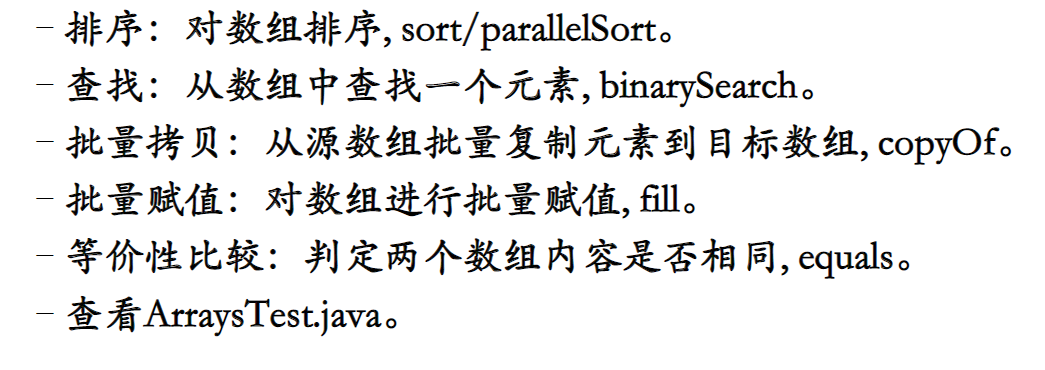 – 排序：对数组排序, sort/parallelSort。
– 查找：从数组中查找一个元素, binarySearch。
– 批量拷贝：从源数组批量复制元素到目标数组, copyOf。
– 批量赋值：对数组进行批量赋值, fill。
– 等价性比较：判定两个数组内容是否相同, equals。
– 查看ArraysTest.java。